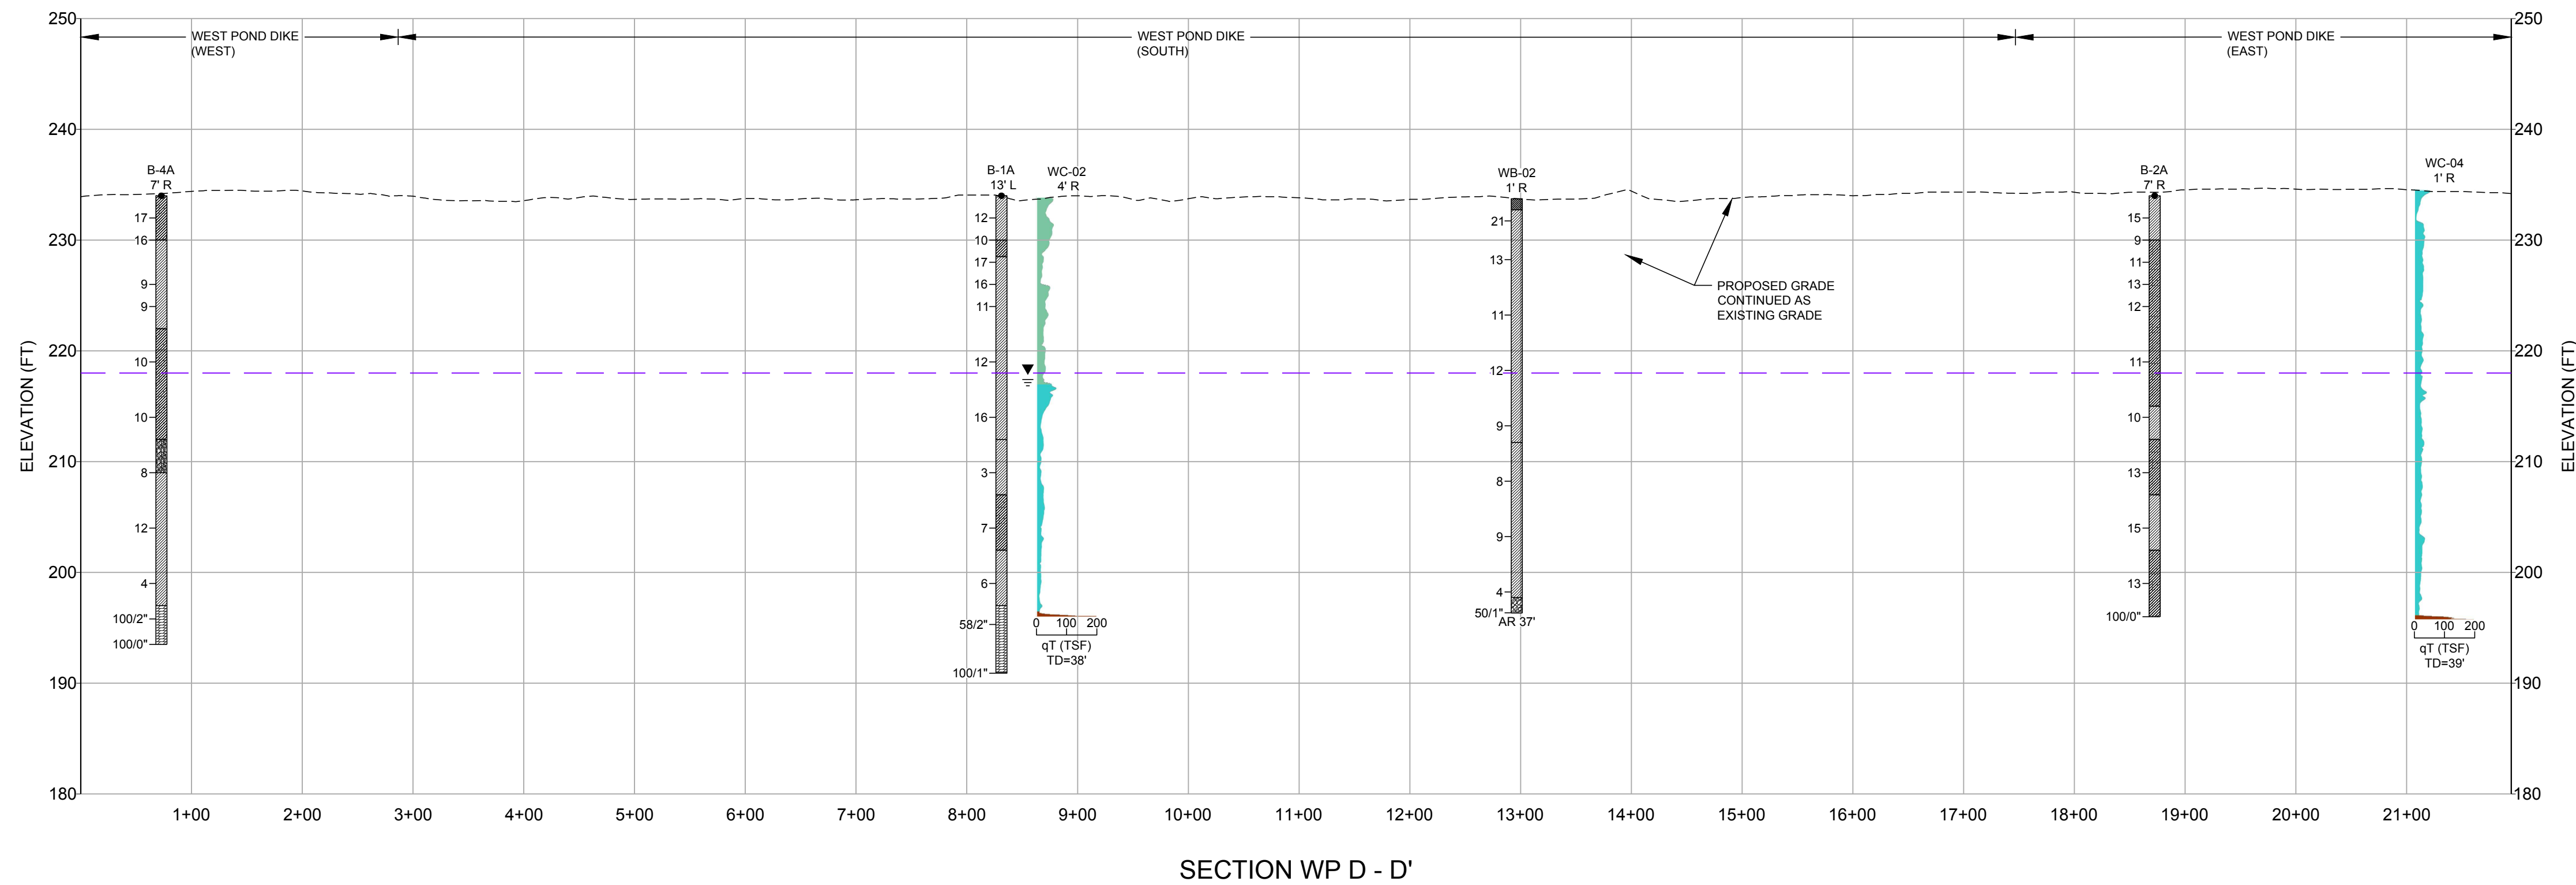 250
240
230
220
210
200
190
180
ELEVATION (FT)
WEST POND DIKE
(WEST)
WEST POND DIKE
(SOUTH)
WEST POND DIKE
(EAST)
B-4A
7' R
17
16
9
9
10
10
8
12
4
100/2"
100/0"
B-1A
13' L
12
10
17
16
11
12
16
3
7
6
58/2"
100/1"
WC-02
4' R
0 100 200
qT (TSF)
TD=38'
WB-02
1' R
21
13
11
12
9
8
9
4
50/1"
AR 37'
PROPOSED GRADE
CONTINUED AS
EXISTING GRADE
B-2A
7' R
15
9
11
13
12
11
10
13
15
13
100/0"
WC-04
1' R
0 100 200
qT (TSF)
TD=39'
250
240
230
220
210
200
190
180
ELEVATION (FT)
1+00 2+00 3+00 4+00 5+00 6+00 7+00 8+00 9+00 10+00 11+00 12+00 13+00 14+00 15+00 16+00 17+00 18+00 19+00 20+00 21+00
SECTION WP D - D'